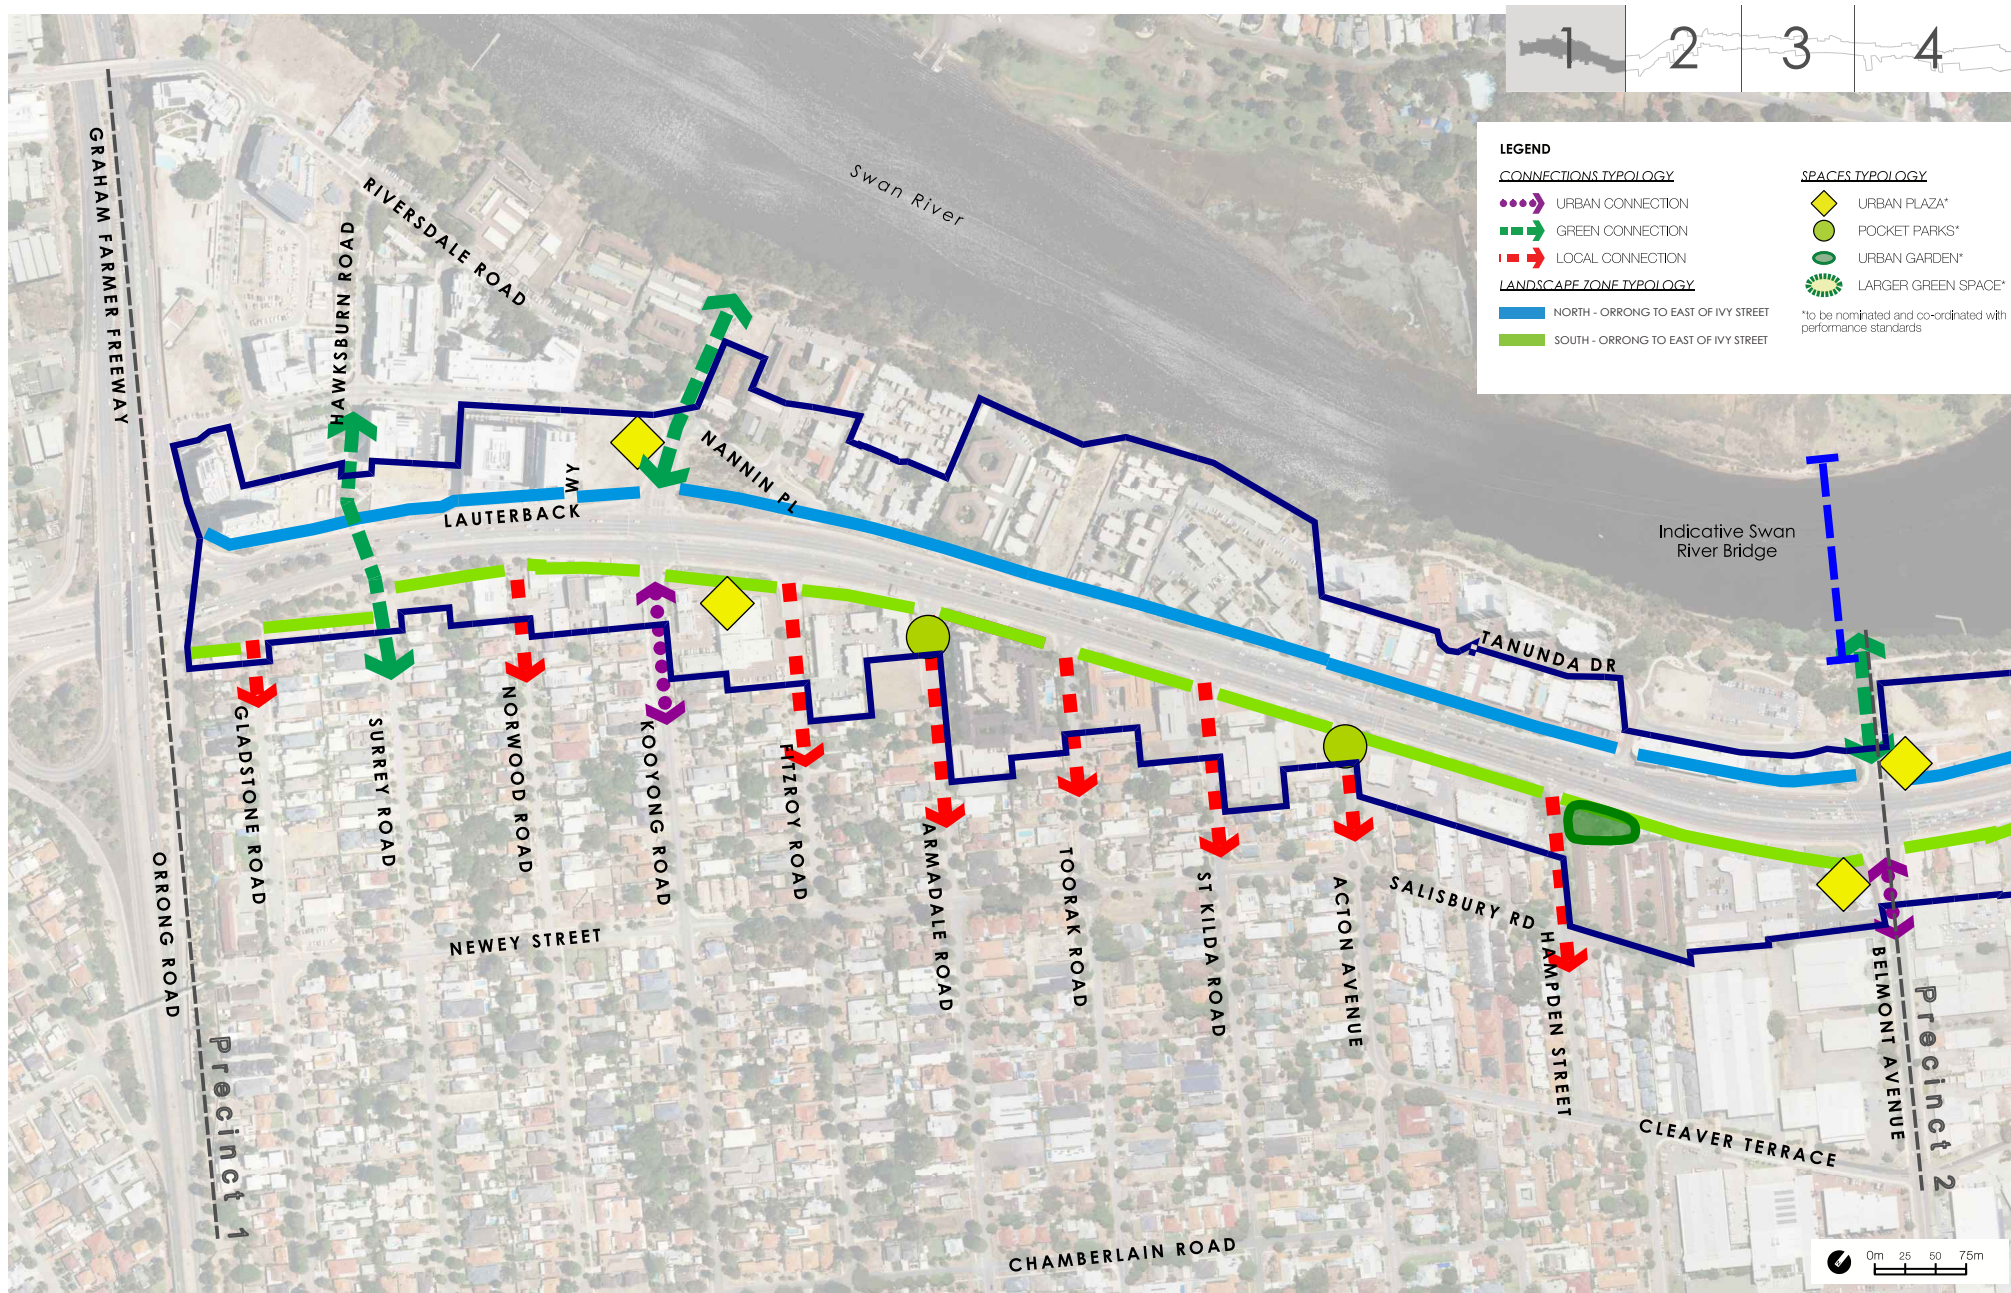 1
2
3
4
LEGEND
CONNECTIONS TYPOLOGY
URBAN CONNECTION
GREEN CONNECTION
LOCAL CONNECTION
LANDSCAPE ZONE TYPOLOGY
NORTH - ORRONG TO EAST OF IVY STREET
SOUTH - ORRONG TO EAST OF IVY STREET
SPACES TYPOLOGY
URBAN PLAZA*
POCKET PARKS*
URBAN GARDEN*
LARGER GREEN SPACE*
*to be nominated and co-ordinated with
performance standards
GRAHAM FARMER FREEWAY
RIVERSDALE ROAD
HAWKSBURN ROAD
Swan River
NANNIN PL
LAUTERBACK
WY
Indicative Swan
River Bridge
TANUNDA DR
GLADSTONE ROAD
SURREY ROAD
NORWOOD ROAD
KOOYONG ROAD
FITZROY ROAD
ARMADALE ROAD
TOORAK ROAD
ST KILDA ROAD
ACTON AVENUE
SALISBURY RD
HAMPDEN STREET
BELMONT AVENUE
ORRONG ROAD
NEWEY STREET
Precinct 1
Precinct 2
CLEAVER TERRACE
CHAMBERLAIN ROAD
0m 25 50 75m